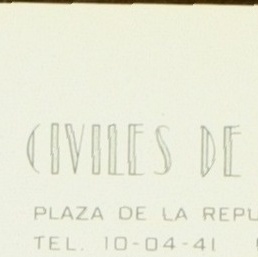 CIVILES DE
PLAZA DE LA REPU
TEL. 10-04-41